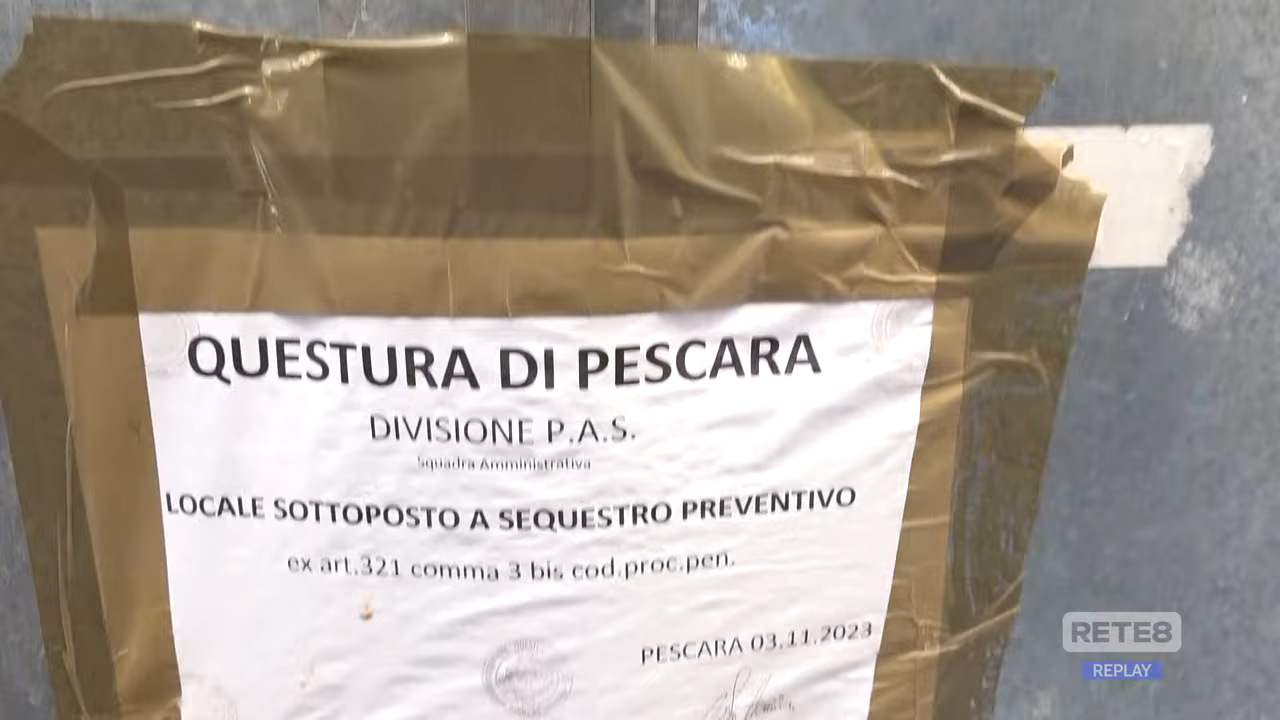 QUESTURA DI PESCARA
DIVISIONE P.A.S.
Squadra Amministrativa
LOCALE SOTTOPOSTO A SEQUESTRO PREVENTIVO
ex art.321 comma 3 bis cod.proc.pen.
PESCARA 03.11.2023
RETE8
REPLAY